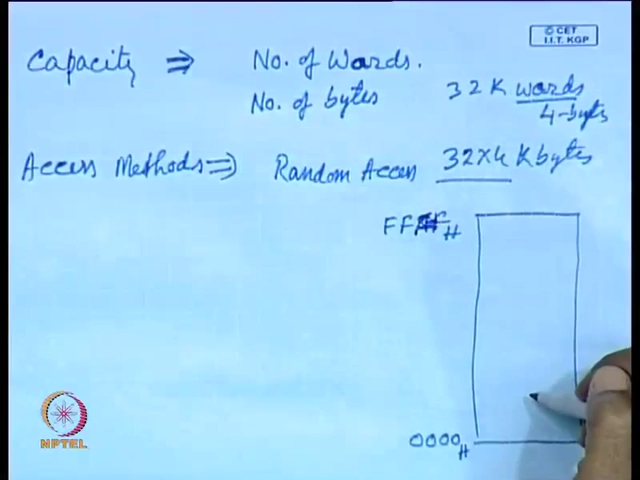 © CET
I.I.T. KGP
Capacity ⇒ No. of Words.
No. of bytes 32 K words
4-bytes
Access Methods ⇒ Random Access 32×4 K bytes
FFFF H
0000 H
NPTEL